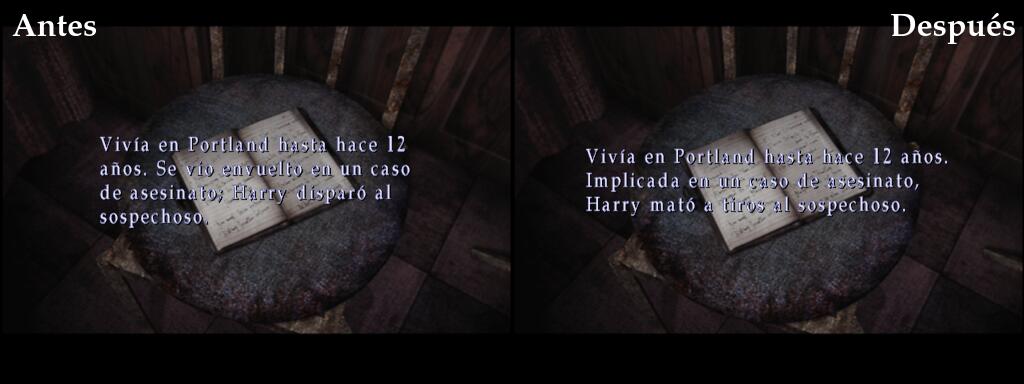 Antes
Después
Vivía en Portland hasta hace 12
años. Se vio envuelto en un caso
de asesinato; Harry disparó al
sospechoso.
Vivía en Portland hasta hace 12 años.
Implicada en un caso de asesinato,
Harry mató a tiros al sospechoso.